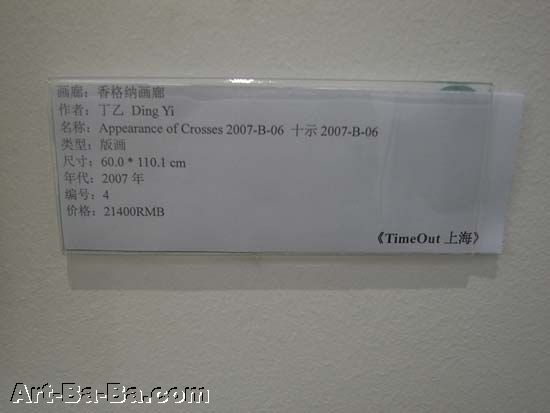 画廊：香格纳画廊
作者：丁乙 Ding Yi
名称：Appearance of Crosses 2007-B-06 十示 2007-B-06
类型：版画
尺寸：60.0 * 110.1 cm
年代：2007 年
编号：4
价格：21400RMB
《TimeOut 上海》
Art-Ba-Ba.com